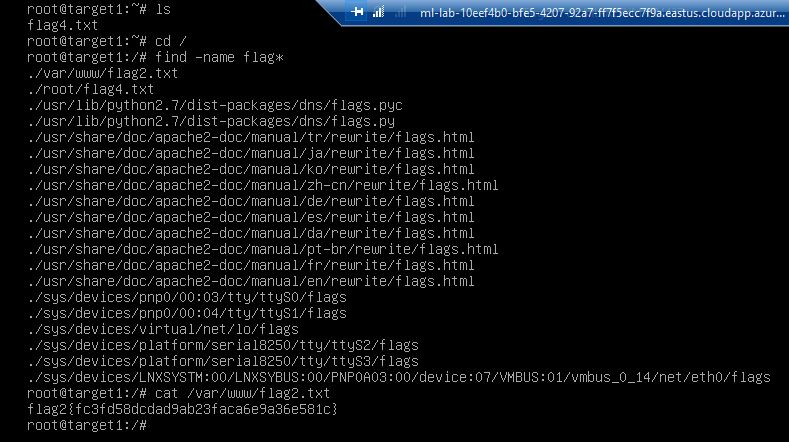 root@target1:~# ls
ml-lab-10eef4b0-bfe5-4207-92a7-ff7f5ecc7f9a.eastus.cloudapp.azur...
flag4.txt
root@target1:~# cd /
root@target1:/# find -name flag*
./var/www/flag2.txt
./root/flag4.txt
./usr/lib/python2.7/dist-packages/dns/flags.pyc
./usr/lib/python2.7/dist-packages/dns/flags.py
./usr/share/doc/apache2-doc/manual/tr/rewrite/flags.html
./usr/share/doc/apache2-doc/manual/ja/rewrite/flags.html
./usr/share/doc/apache2-doc/manual/ko/rewrite/flags.html
./usr/share/doc/apache2-doc/manual/zh-cn/rewrite/flags.html
./usr/share/doc/apache2-doc/manual/de/rewrite/flags.html
./usr/share/doc/apache2-doc/manual/es/rewrite/flags.html
./usr/share/doc/apache2-doc/manual/da/rewrite/flags.html
./usr/share/doc/apache2-doc/manual/pt-br/rewrite/flags.html
./usr/share/doc/apache2-doc/manual/fr/rewrite/flags.html
./usr/share/doc/apache2-doc/manual/en/rewrite/flags.html
./sys/devices/pnp0/00:03/tty/ttyS0/flags
./sys/devices/pnp0/00:04/tty/ttyS1/flags
./sys/devices/virtual/net/lo/flags
./sys/devices/platform/serial8250/tty/ttyS2/flags
./sys/devices/platform/serial8250/tty/ttyS3/flags
./sys/devices/LNXSYSTM:00/LNXSYBUS:00/PNP0A03:00/device:07/VMBUS:01/vmbus_0_14/net/eth0/flags
root@target1:/# cat /var/www/flag2.txt
flag2{fc3fd58dcdad9ab23faca6e9a36e581c}
root@target1:/#